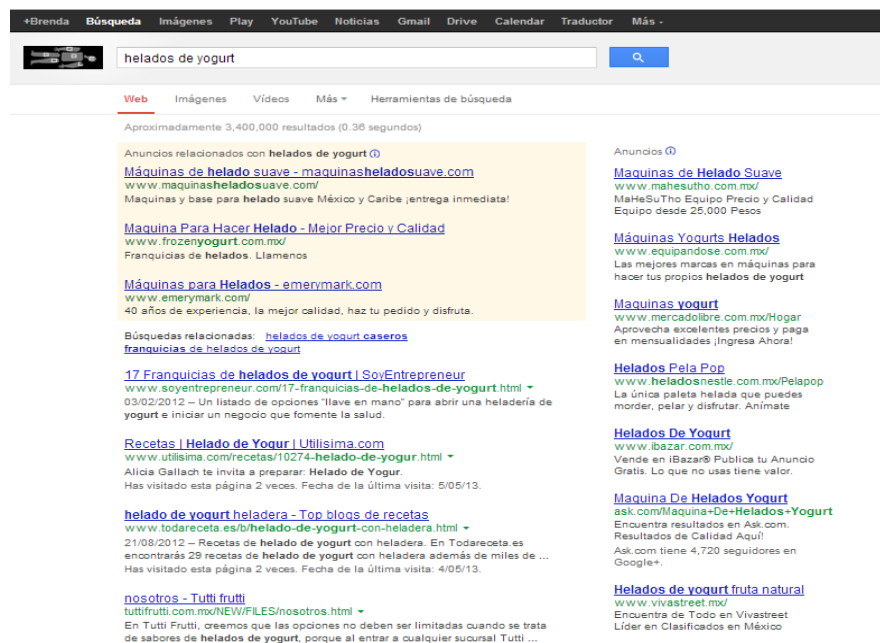 +Brenda Búsqueda Imágenes Play YouTube Noticias Gmail Drive Calendar Traductor Más
helados de yogurt
Web Imágenes Vídeos Más Herramientas de búsqueda
Aproximadamente 3,400,000 resultados (0.36 segundos)
Anuncios relacionados con helados de yogurt
Máquinas de helado suave - maquinasheladosuave.com
www.maquinasheladosuave.com/
Maquinas y base para helado suave México y Caribe ¡entrega inmediata!
Maquina Para Hacer Helado - Mejor Precio y Calidad
www.frozenyogurt.com.mx/
Franquicias de helados. Llamenos
Máquinas para Helados - emerymark.com
www.emerymark.com/
40 años de experiencia, la mejor calidad, haz tu pedido y disfruta.
Búsquedas relacionadas: helados de yogurt caseros
franquicias de helados de yogurt
17 Franquicias de helados de yogurt | SoyEntrepreneur
www.soyentrepreneur.com/17-franquicias-de-helados-de-yogurt.html
03/02/2012 – Un listado de opciones "llave en mano" para abrir una heladería de
yogurt e iniciar un negocio que fomente la salud.
Recetas | Helado de Yogur | Utilisima.com
www.utilisima.com/recetas/10274-helado-de-yogur.html
Alicia Gallach te invita a preparar: Helado de Yogur.
Has visitado esta página 2 veces. Fecha de la última visita: 5/05/13.
helado de yogurt heladera - Top blogs de recetas
www.todareceta.es/b/helado-de-yogurt-con-heladera.html
21/08/2012 – Recetas de helado de yogurt con heladera. En Todareceta.es
encontrarás 29 recetas de helado de yogurt con heladera además de miles de ...
Has visitado esta página 2 veces. Fecha de la última visita: 4/05/13.
nosotros - Tutti frutti
tuttifrutti.com.mx/NEW/FILES/nosotros.html
En Tutti Frutti, creemos que las opciones no deben ser limitadas cuando se trata
de sabores de helados de yogurt, porque al entrar a cualquier sucursal Tutti ...
Anuncios
Maquinas de Helado Suave
www.mahesutho.com.mx/
MaHeSuTho Equipo Precio y Calidad
Equipo desde 25,000 Pesos
Máquinas Yogurts Helados
www.equipandose.com.mx/
Las mejores marcas en máquinas para
hacer tus propios helados de yogurt
Maquinas yogurt
www.mercadolibre.com.mx/Hogar
Aprovecha excelentes precios y paga
en mensualidades ¡Ingresa Ahora!
Helados Pela Pop
www.heladosnestle.com.mx/Pelapop
La única paleta helada que puedes
morder, pelar y disfrutar. Anímate
Helados De Yogurt
www.ibazar.com.mx/
Vende en iBazar® Publica tu Anuncio
Gratis. Lo que no usas tiene valor.
Maquina De Helados Yogurt
ask.com/Maquina+De+Helados+Yogurt
Encuentra resultados en Ask.com.
Resultados de Calidad Aquí!
Ask.com tiene 4,720 seguidores en
Google+.
Helados de yogurt fruta natural
www.vivastreet.mx/
Encuentra de Todo en Vivastreet
Líder en Clasificados en México